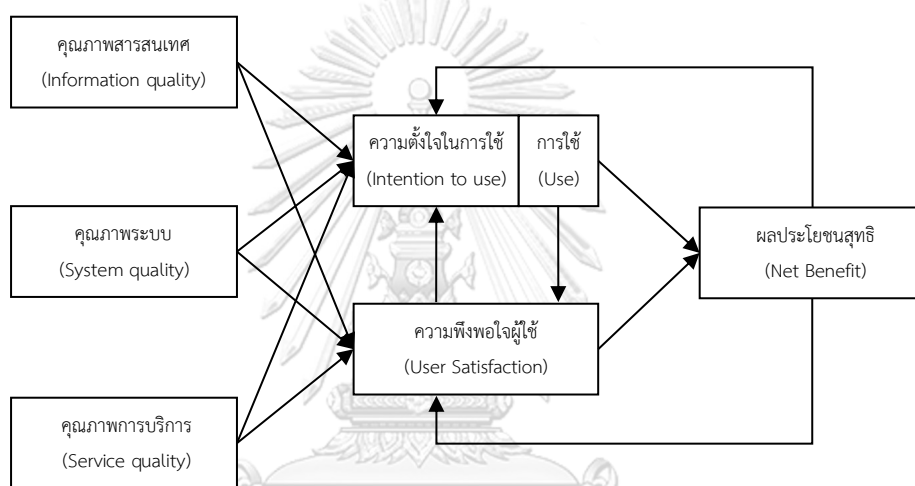 คุณภาพสารสนเทศ
(Information quality)
ความตั้งใจในการใช้
(Intention to use)
การใช้
(Use)
คุณภาพระบบ
(System quality)
ผลประโยชน์สุทธิ
(Net Benefit)
ความพึงพอใจผู้ใช้
(User Satisfaction)
คุณภาพการบริการ
(Service quality)